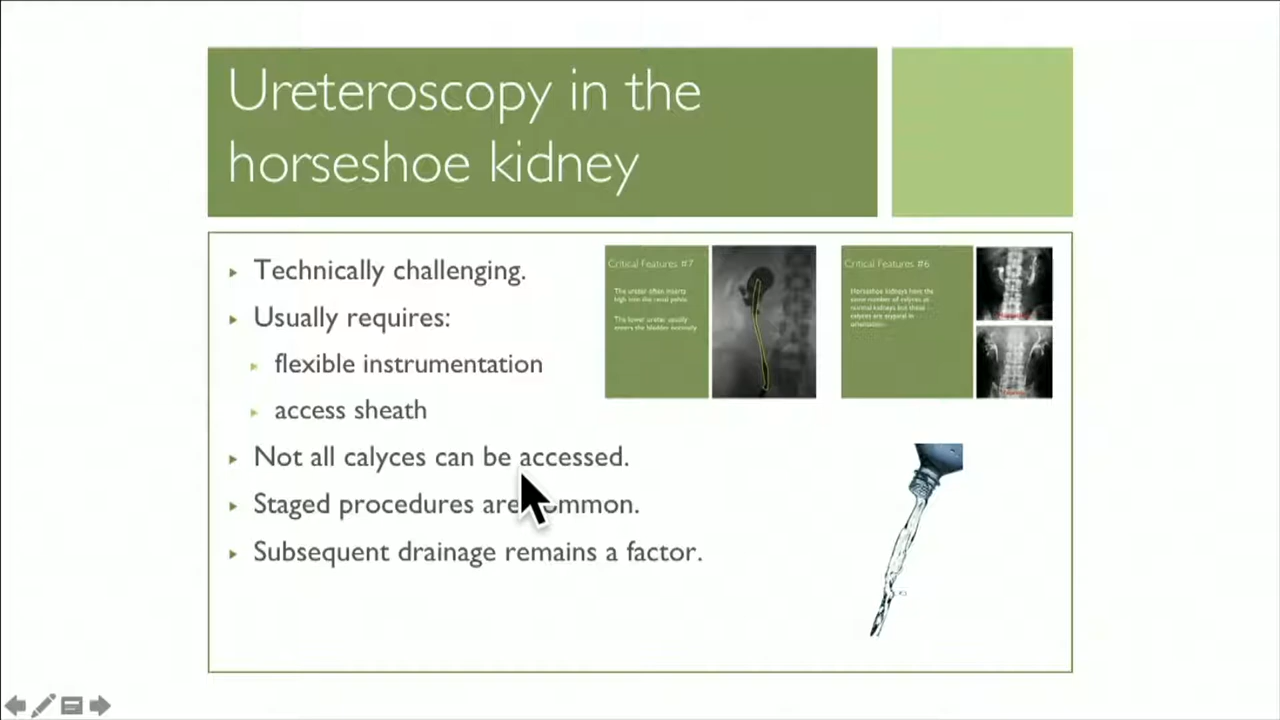 Ureteroscopy in the
horseshoe kidney
Technically challenging.
Usually requires:
flexible instrumentation
access sheath
Not all calyces can be accessed.
Staged procedures are common.
Subsequent drainage remains a factor.
Critical Features #7
The ureter often inserts
high into the renal pelvis
The lower ureter usually
enters the bladder normally
Critical Features #6
Horseshoe kidneys have the
same number of calyces as
normal kidneys but these
calyces are atypical in
orientation